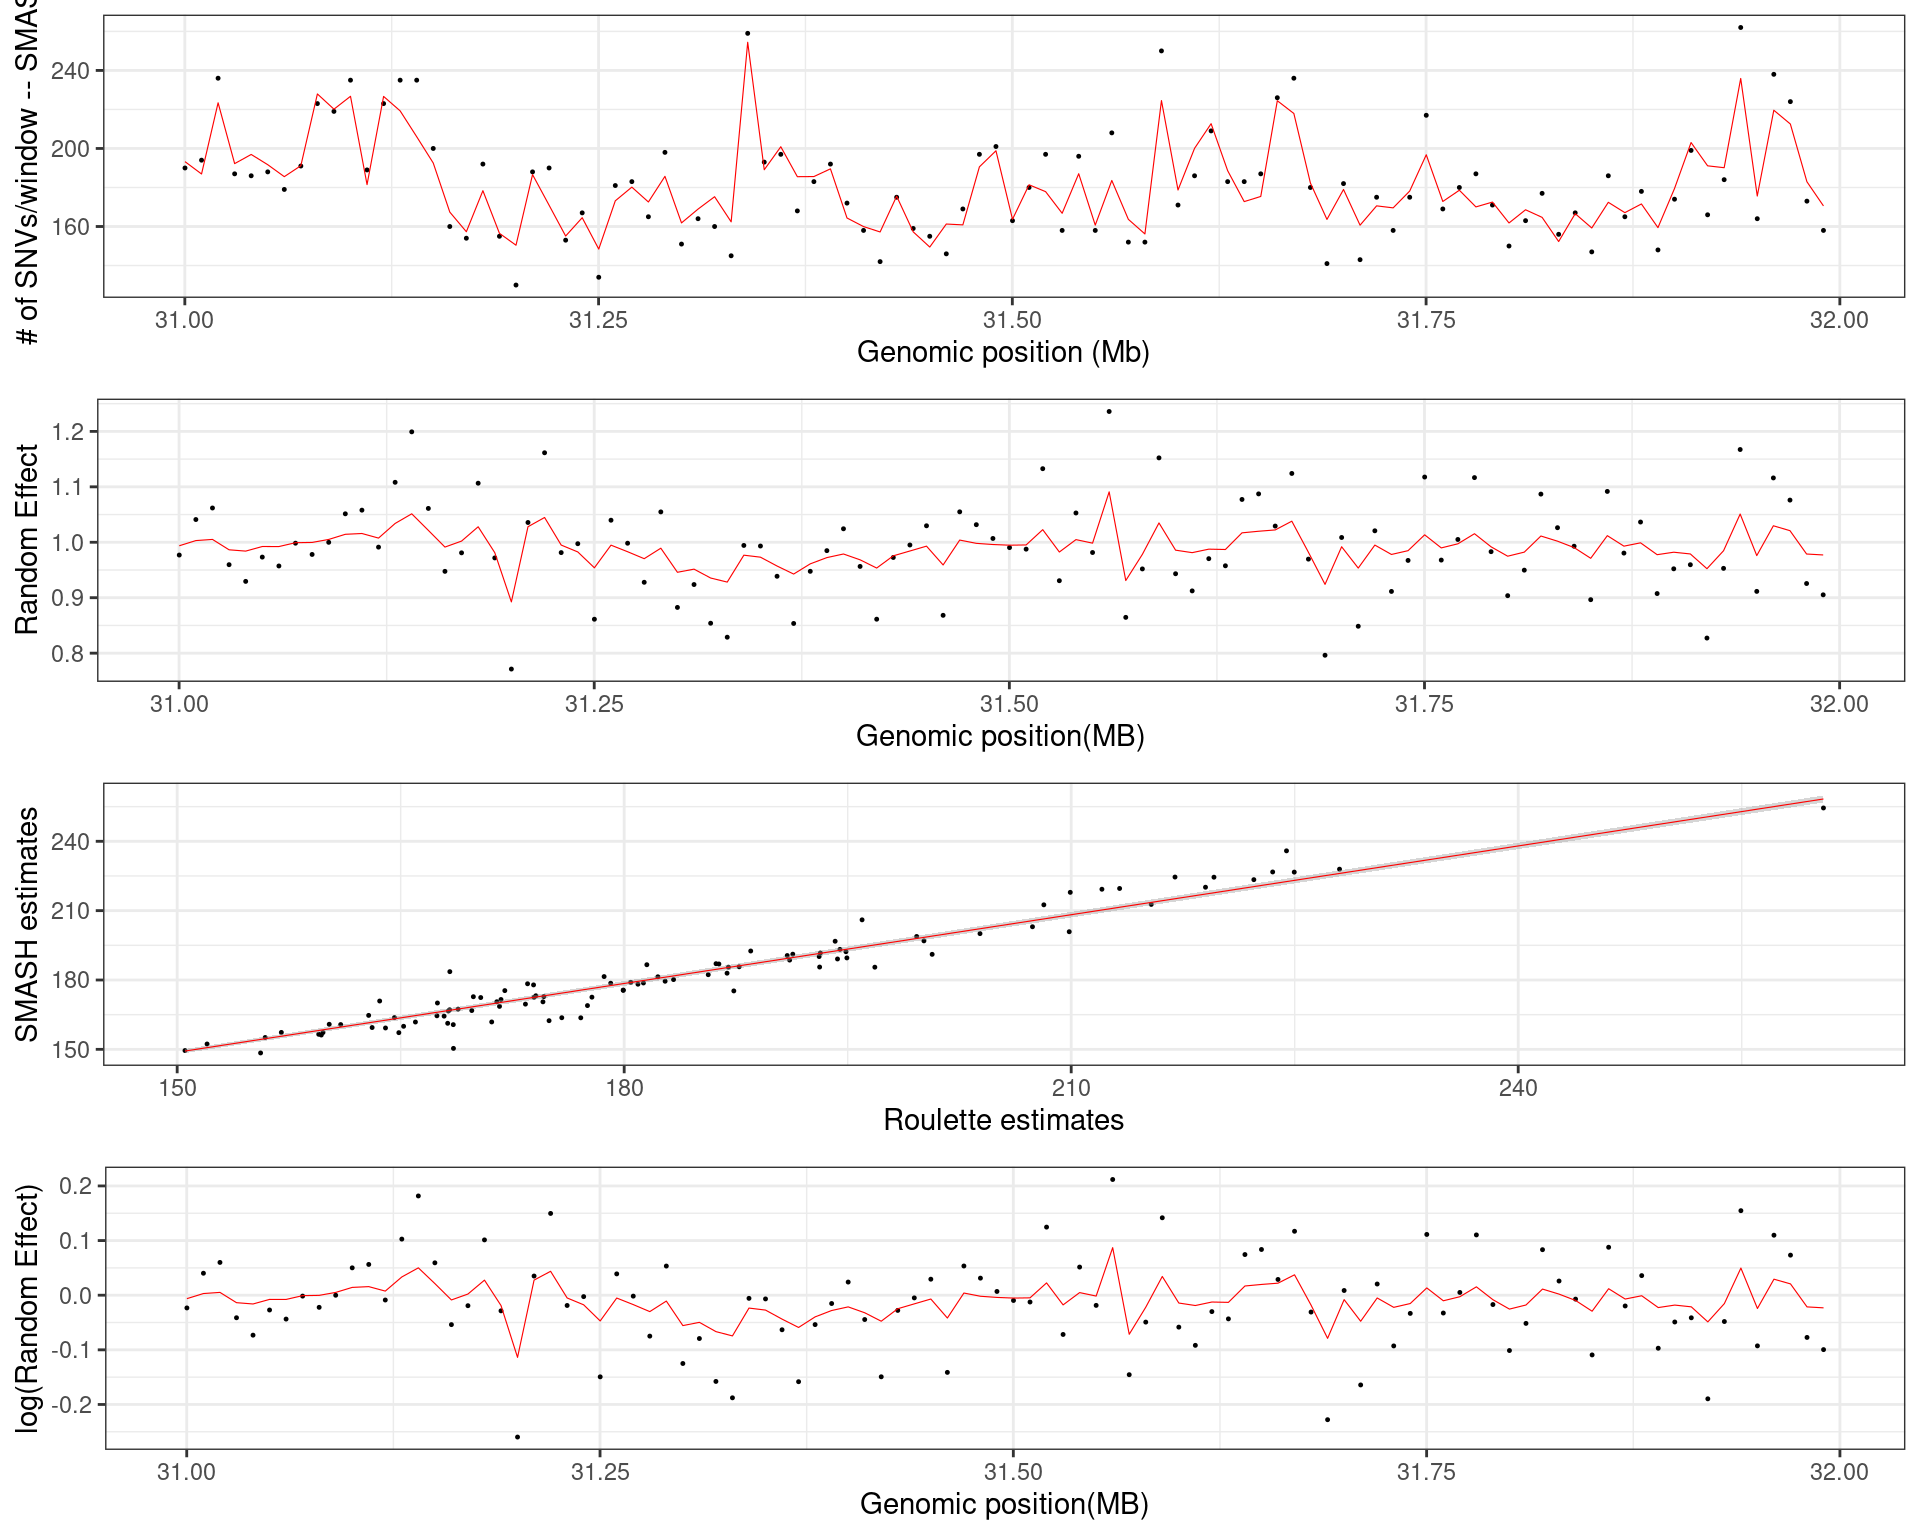 # of SNVs/window -- SMAS
240
200
160
31.00 31.25 31.50 31.75 32.00
Genomic position (Mb)
Random Effect
1.2
1.1
1.0
0.9
0.8
31.00 31.25 31.50 31.75 32.00
Genomic position(MB)
SMASH estimates
240
210
180
150
150 180 210 240
Roulette estimates
log(Random Effect)
0.2
0.1
0.0
-0.1
-0.2
31.00 31.25 31.50 31.75 32.00
Genomic position(MB)